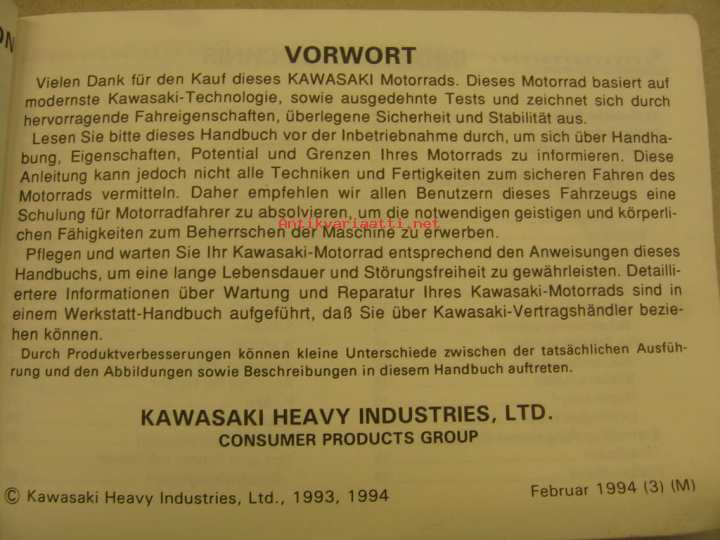 ON
VORWORT
Vielen Dank für den Kauf dieses KAWASAKI Motorrads. Dieses Motorrad basiert auf
modernste Kawasaki-Technologie, sowie ausgedehnte Tests und zeichnet sich durch
hervorragende Fahreigenschaften, überlegene Sicherheit und Stabilität aus.
Lesen Sie bitte dieses Handbuch vor der Inbetriebnahme durch, um sich über Handha-
bung, Eigenschaften, Potential und Grenzen Ihres Motorrads zu informieren. Diese
Anleitung kann jedoch nicht alle Techniken und Fertigkeiten zum sicheren Fahren des
Motorrads vermitteln. Daher empfehlen wir allen Benutzern dieses Fahrzeugs eine
Schulung für Motorradfahrer zu absolvieren, um die notwendigen geistigen und körperli-
chen Fähigkeiten zum Beherrschen der Maschine zu erwerben.
Antikvariaatti.net
Pflegen und warten Sie Ihr Kawasaki-Motorrad entsprechend den Anweisungen dieses
Handbuchs, um eine lange Lebensdauer und Störungsfreiheit zu gewährleisten. Detailli-
ertere Informationen über Wartung und Reparatur Ihres Kawasaki-Motorrads sind in
einem Werkstatt-Handbuch aufgeführt, daß Sie über Kawasaki-Vertragshändler bezie-
hen können.
Durch Produktverbesserungen können kleine Unterschiede zwischen der tatsächlichen Ausfüh-
rung und den Abbildungen sowie Beschreibungen in diesem Handbuch auftreten.
KAWASAKI HEAVY INDUSTRIES, LTD.
CONSUMER PRODUCTS GROUP
© Kawasaki Heavy Industries, Ltd., 1993, 1994
Februar 1994 (3) (M)